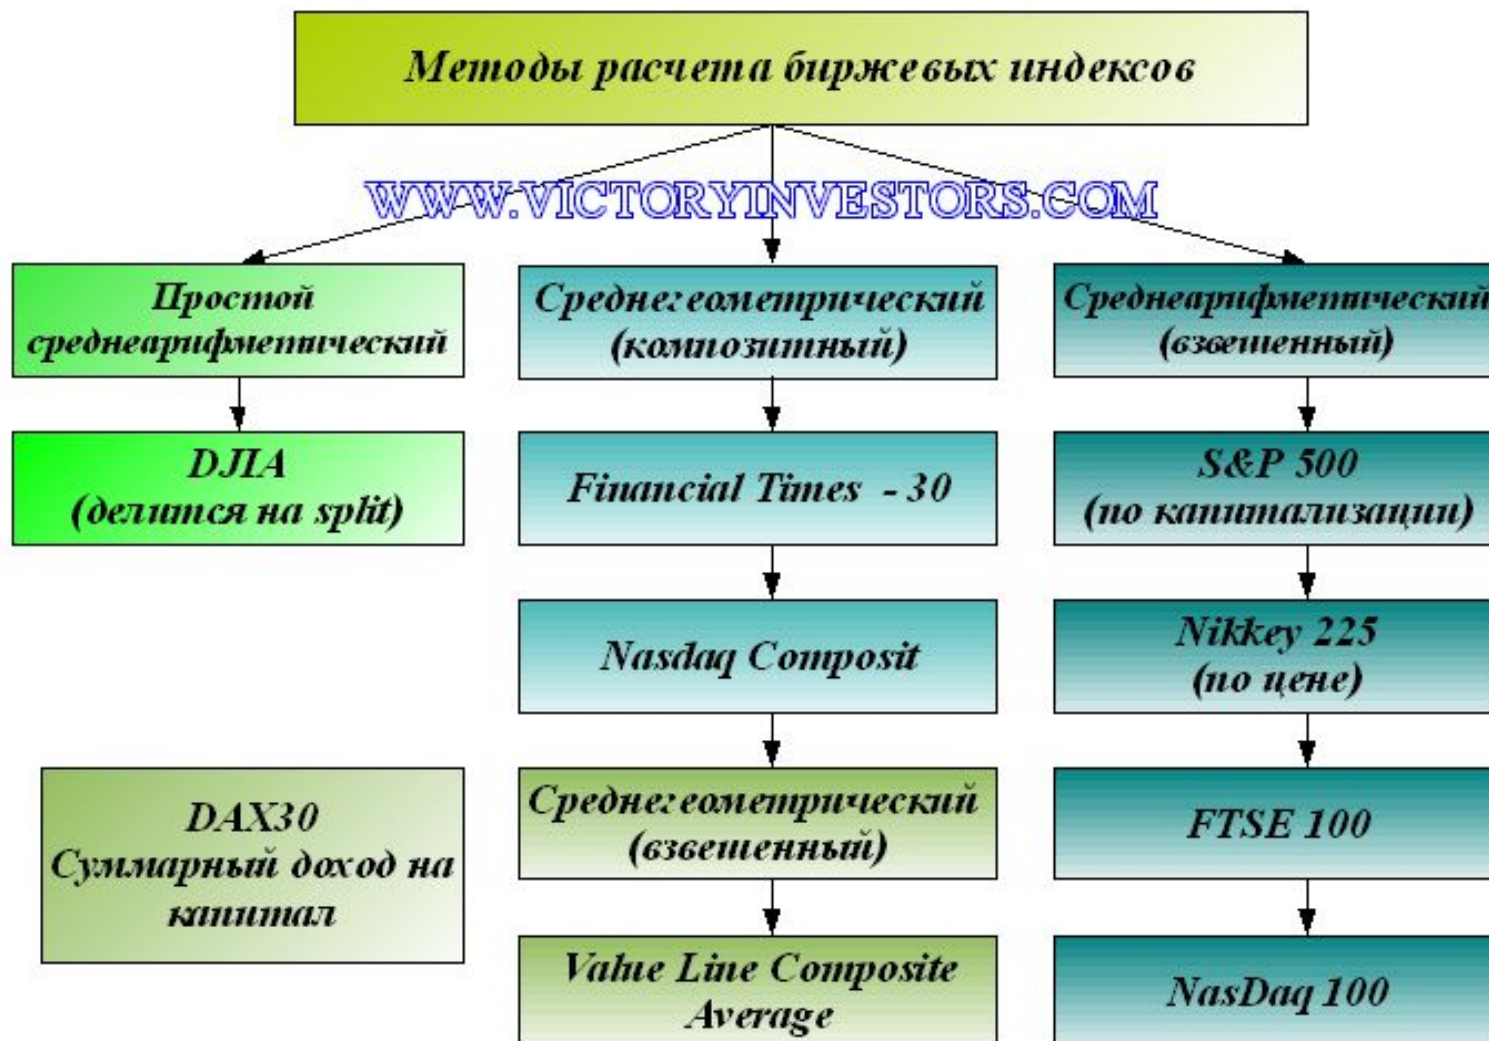 Методы расчета биржевых индексов
WWW.VICTORYINVESTORS.COM
Простой
среднеарифметический
DJIA
(делится на split)
DAX30
Суммарный доход на
капитал
Среднегеометрический
(композитный)
Financial Times - 30
Nasdaq Composit
Среднегеометрический
(взвешенный)
Value Line Composite
Average
Среднеарифметический
(взвешенный)
S&P 500
(по капитализации)
Nikkey 225
(по цене)
FTSE 100
NasDaq 100